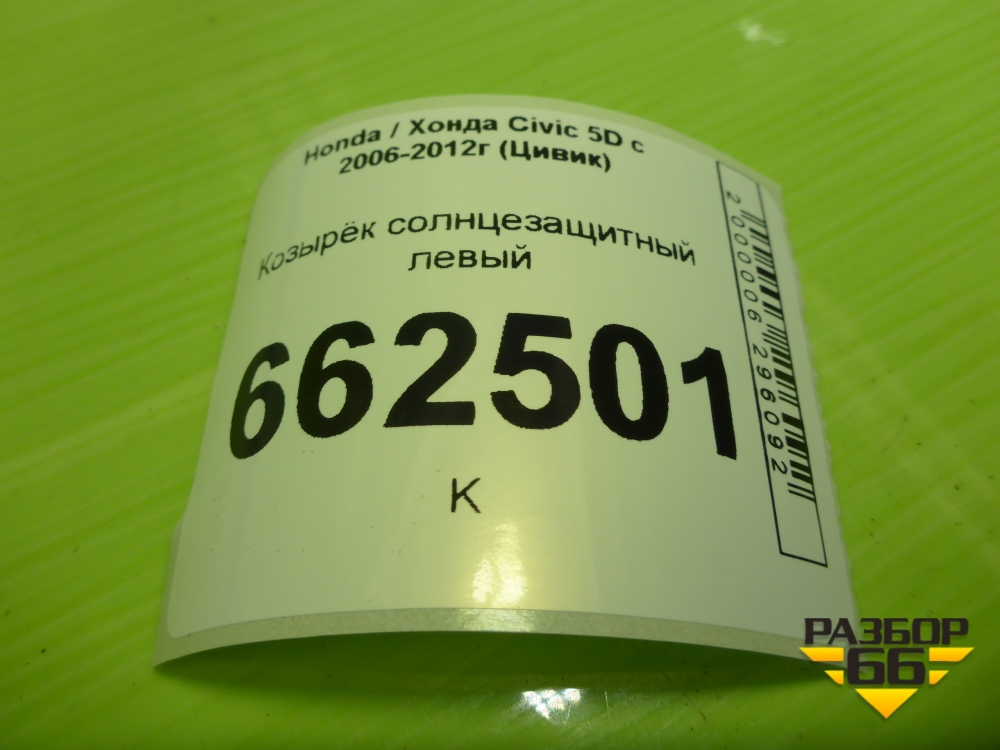 Honda / Хонда Civic 5D с
2006-2012г (Цивик)
Козырёк солнцезащитный
левый
662501
К
2000006296092
РАЗБОР
66